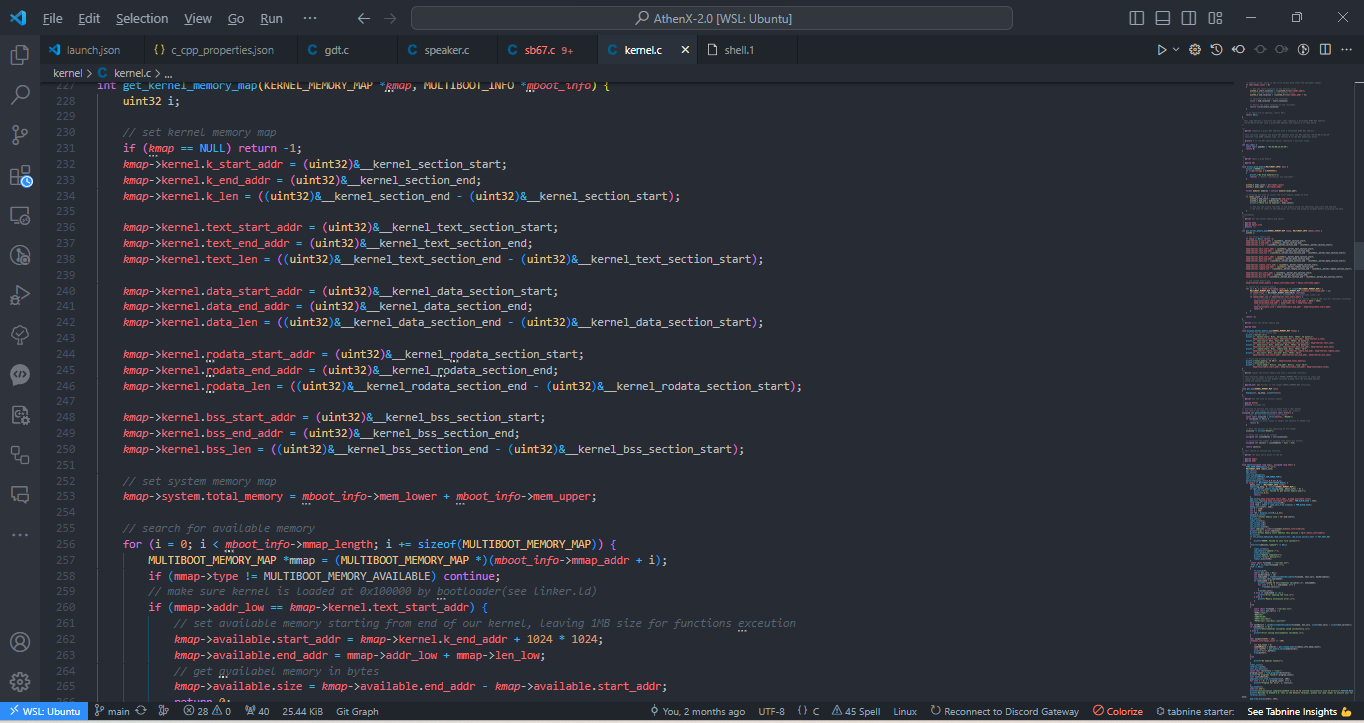 File Edit Selection View Go Run ··· AthenX-2.0 [WSL: Ubuntu]
launch.json c_cpp_properties.json gdt.c speaker.c sb67.c 9+ kernel.c shell.1
kernel > C kernel.c > ...
227 int get_kernel_memory_map(KERNEL_MEMORY_MAP *kmap, MULTIBOOT_INFO *mboot_info) {
228 uint32 i;
229
230 // set kernel memory map
231 if (kmap == NULL) return -1;
232 kmap->kernel.k_start_addr = (uint32)&__kernel_section_start;
233 kmap->kernel.k_end_addr = (uint32)&__kernel_section_end;
234 kmap->kernel.k_len = ((uint32)&__kernel_section_end - (uint32)&__kernel_section_start);
235
236 kmap->kernel.text_start_addr = (uint32)&__kernel_text_section_start;
237 kmap->kernel.text_end_addr = (uint32)&__kernel_text_section_end;
238 kmap->kernel.text_len = ((uint32)&__kernel_text_section_end - (uint32)&__kernel_text_section_start);
239
240 kmap->kernel.data_start_addr = (uint32)&__kernel_data_section_start;
241 kmap->kernel.data_end_addr = (uint32)&__kernel_data_section_end;
242 kmap->kernel.data_len = ((uint32)&__kernel_data_section_end - (uint32)&__kernel_data_section_start);
243
244 kmap->kernel.rodata_start_addr = (uint32)&__kernel_rodata_section_start;
245 kmap->kernel.rodata_end_addr = (uint32)&__kernel_rodata_section_end;
246 kmap->kernel.rodata_len = ((uint32)&__kernel_rodata_section_end - (uint32)&__kernel_rodata_section_start);
247
248 kmap->kernel.bss_start_addr = (uint32)&__kernel_bss_section_start;
249 kmap->kernel.bss_end_addr = (uint32)&__kernel_bss_section_end;
250 kmap->kernel.bss_len = ((uint32)&__kernel_bss_section_end - (uint32)&__kernel_bss_section_start);
251
252 // set system memory map
253 kmap->system.total_memory = mboot_info->mem_lower + mboot_info->mem_upper;
254
255 // search for available memory
256 for (i = 0; i < mboot_info->mmap_length; i += sizeof(MULTIBOOT_MEMORY_MAP)) {
257 MULTIBOOT_MEMORY_MAP *mmap = (MULTIBOOT_MEMORY_MAP *)(mboot_info->mmap_addr + i);
258 if (mmap->type != MULTIBOOT_MEMORY_AVAILABLE) continue;
259 // make sure kernel is loaded at 0x100000 by bootloader(see linker.ld)
260 if (mmap->addr_low == kmap->kernel.text_start_addr) {
261 // set available memory starting from end of our kernel, leaving 1MB size for functions exceution
262 kmap->available.start_addr = kmap->kernel.k_end_addr + 1024 * 1024;
263 kmap->available.end_addr = mmap->addr_low + mmap->len_low;
264 // get availabel memory in bytes
265 kmap->available.size = kmap->available.end_addr - kmap->available.start_addr;
266 return 0;
WSL: Ubuntu main 28 0 40 25.44 KiB Git Graph You, 2 months ago UTF-8 {} C 45 Spell Linux Reconnect to Discord Gateway Colorize tabnine starter: See Tabnine Insights